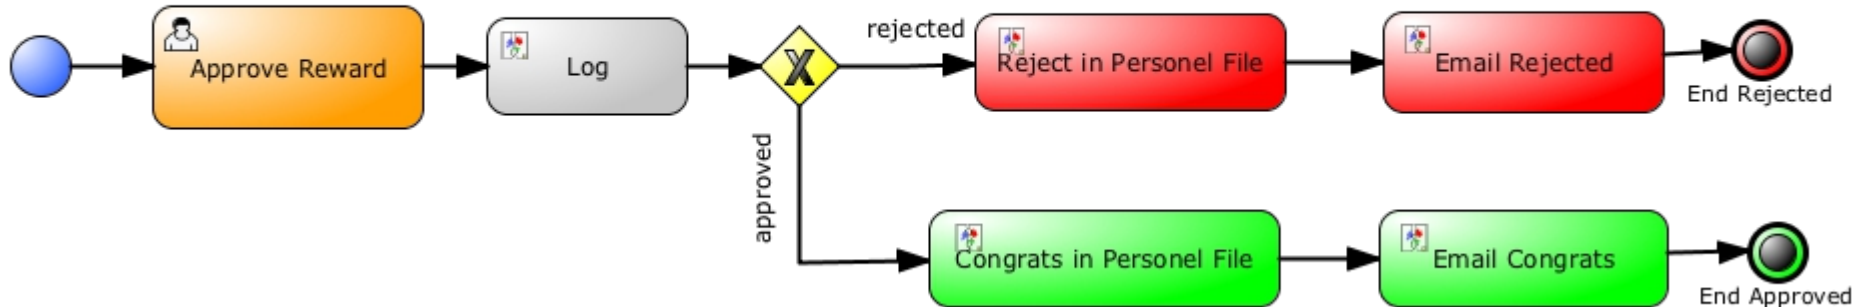 rejected
Approve Reward
Log
X
Reject in Personel File
Email Rejected
End Rejected
approved
Congrats in Personel File
Email Congrats
End Approved